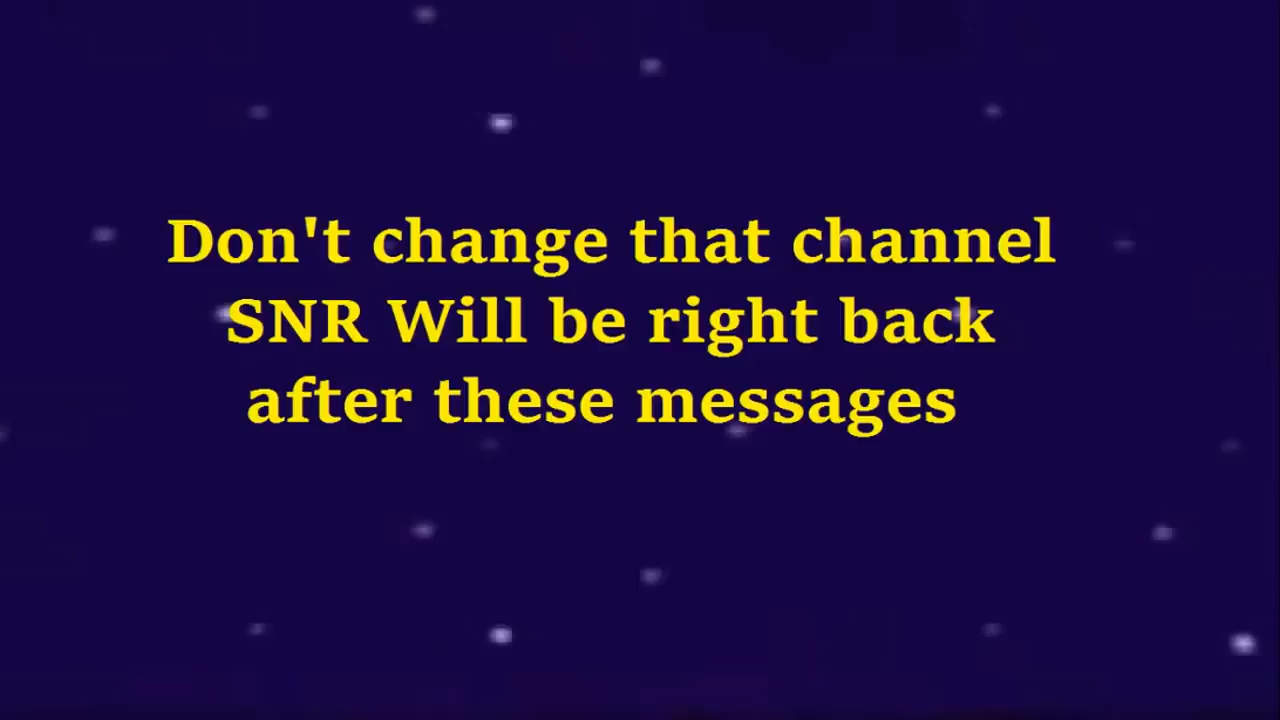 Don't change that channel
SNR Will be right back
after these messages